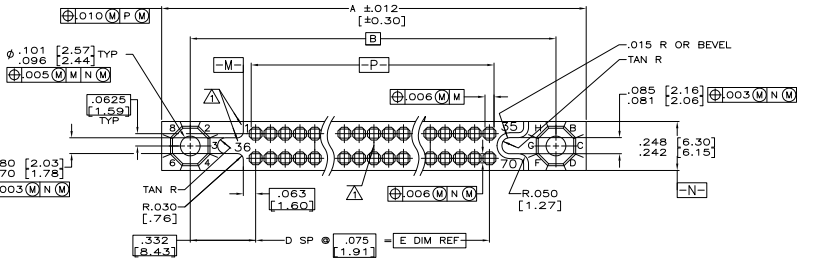 A ±.012
[±0.30]
⌖.010 Ⓜ P Ⓜ
B
ø .101 [2.57] TYP
.096 [2.44]
⌖.005 Ⓜ M N Ⓜ
-M-
-P-
.015 R OR BEVEL
TAN R
.0625
[1.59]
TYP
1
⌖.006 Ⓜ M
.085 [2.16]
.081 [2.06]
⌖.003 Ⓜ N Ⓜ
8 2
1
35
H B
3
36
G C
.248 [6.30]
.242 [6.15]
80 [2.03]
70 [1.78]
6 4
70
F D
003 Ⓜ N Ⓜ
TAN R
.063
[1.60]
1
⌖.006 Ⓜ N Ⓜ
R.050
[1.27]
-N-
R.030
[.76]
.332
[8.43]
D SP @ .075
[1.91]
= E DIM REF